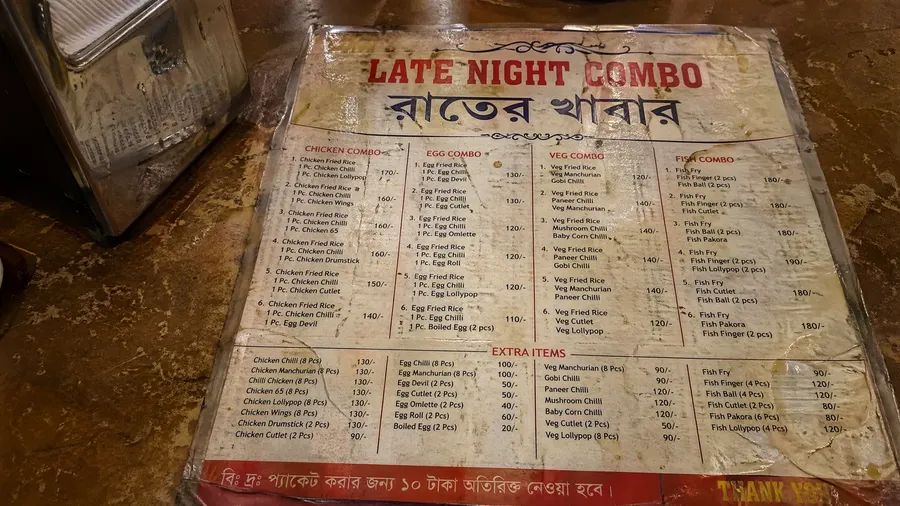 LATE NIGHT COMBO
রাতের খাবার
CHICKEN COMBO
1. Chicken Fried Rice
1 Pc. Chicken Chilli 170/-
1 Pc. Chicken Lollypop
2. Chicken Fried Rice
1 Pc. Chicken Chilli 160/-
1 Pc. Chicken Wings
3. Chicken Fried Rice
1 Pc. Chicken Chilli 160/-
1 Pc. Chicken 65
4. Chicken Fried Rice
1 Pc. Chicken Chilli 160/-
1 Pc. Chicken Drumstick
5. Chicken Fried Rice
1 Pc. Chicken Chilli 150/-
1 Pc. Chicken Cutlet
6. Chicken Fried Rice
1 Pc. Chicken Chilli 140/-
1 Pc. Egg Devil
EGG COMBO
1. Egg Fried Rice
1 Pc. Egg Chilli 130/-
1 Pc. Egg Devil
2. Egg Fried Rice
1 Pc. Egg Chilli 130/-
1 Pc. Egg Cutlet
3. Egg Fried Rice
1 Pc. Egg Chilli 120/-
1 Pc. Egg Omlette
4. Egg Fried Rice
1 Pc. Egg Chilli 120/-
1 Pc. Egg Roll
5. Egg Fried Rice
1 Pc. Egg Chilli 120/-
1 Pc. Egg Lollypop
6. Egg Fried Rice
1 Pc. Egg Chilli 110/-
1 Pc. Boiled Egg (2 pcs)
VEG COMBO
1. Veg Fried Rice
Veg Manchurian 120/-
Gobi Chilli
2. Veg Fried Rice
Paneer Chilli 140/-
Veg Manchurian
3. Veg Fried Rice
Mushroom Chilli 140/-
Baby Corn Chilli
4. Veg Fried Rice
Paneer Chilli 140/-
Gobi Chilli
5. Veg Fried Rice
Veg Manchurian 140/-
Paneer Chilli
6. Veg Fried Rice
Veg Cutlet 120/-
Veg Lollypop
FISH COMBO
1. Fish Fry
Fish Finger (2 pcs) 180/-
Fish Ball (2 pcs)
2. Fish Fry
Fish Finger (2 pcs) 180/-
Fish Cutlet
3. Fish Fry
Fish Ball (2 pcs) 180/-
Fish Pakora
4. Fish Fry
Fish Finger (2 pcs) 190/-
Fish Lollypop (2 pcs)
5. Fish Fry
Fish Cutlet 180/-
Fish Ball (2 pcs)
6. Fish Fry
Fish Pakora 180/-
Fish Finger (2 pcs)
EXTRA ITEMS
Chicken Chilli (8 Pcs) 130/-
Chicken Manchurian (8 Pcs) 130/-
Chilli Chicken (8 Pcs) 130/-
Chicken 65 (8 Pcs) 130/-
Chicken Lollypop (8 Pcs) 130/-
Chicken Wings (8 Pcs) 130/-
Chicken Drumstick (2 Pcs) 130/-
Chicken Cutlet (2 Pcs) 90/-
Egg Chilli (8 Pcs) 100/-
Egg Manchurian (8 Pcs) 100/-
Egg Devil (2 Pcs) 50/-
Egg Cutlet (2 Pcs) 50/-
Egg Omlette (2 Pcs) 40/-
Egg Roll (2 Pcs) 60/-
Boiled Egg (2 Pcs) 20/-
Veg Manchurian (8 Pcs) 90/-
Gobi Chilli 90/-
Paneer Chilli 120/-
Mushroom Chilli 120/-
Baby Corn Chilli 120/-
Veg Cutlet (2 Pcs) 50/-
Veg Lollypop (8 Pcs) 90/-
Fish Fry 90/-
Fish Finger (4 Pcs) 120/-
Fish Ball (4 Pcs) 120/-
Fish Cutlet (2 Pcs) 80/-
Fish Pakora (6 Pcs) 80/-
Fish Lollypop (4 Pcs) 120/-
বিঃ দ্রঃ প্যাকেট করার জন্য ১০ টাকা অতিরিক্ত নেওয়া হবে।
THANK